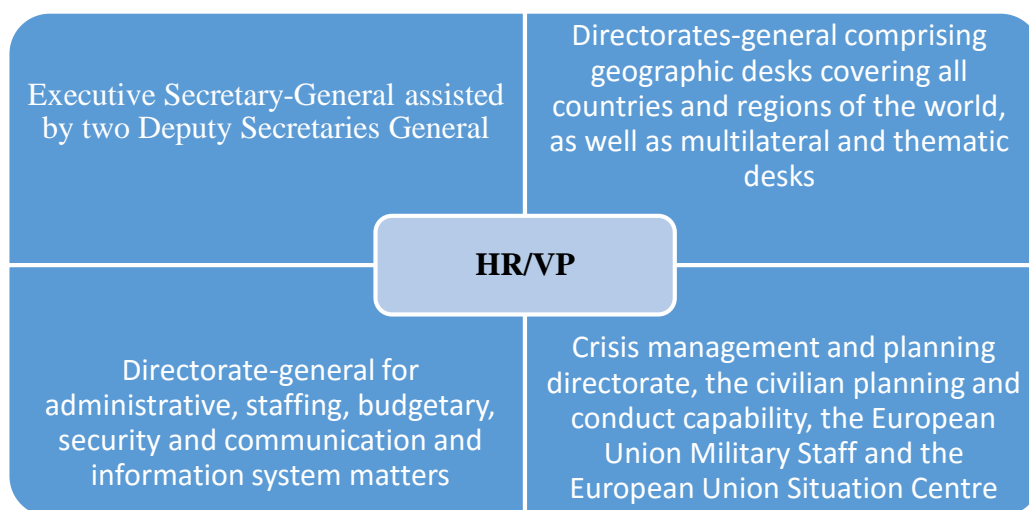 Executive Secretary-General assisted
by two Deputy Secretaries General
Directorates-general comprising
geographic desks covering all
countries and regions of the world,
as well as multilateral and thematic
desks
HR/VP
Directorate-general for
administrative, staffing, budgetary,
security and communication and
information system matters
Crisis management and planning
directorate, the civilian planning and
conduct capability, the European
Union Military Staff and the
European Union Situation Centre